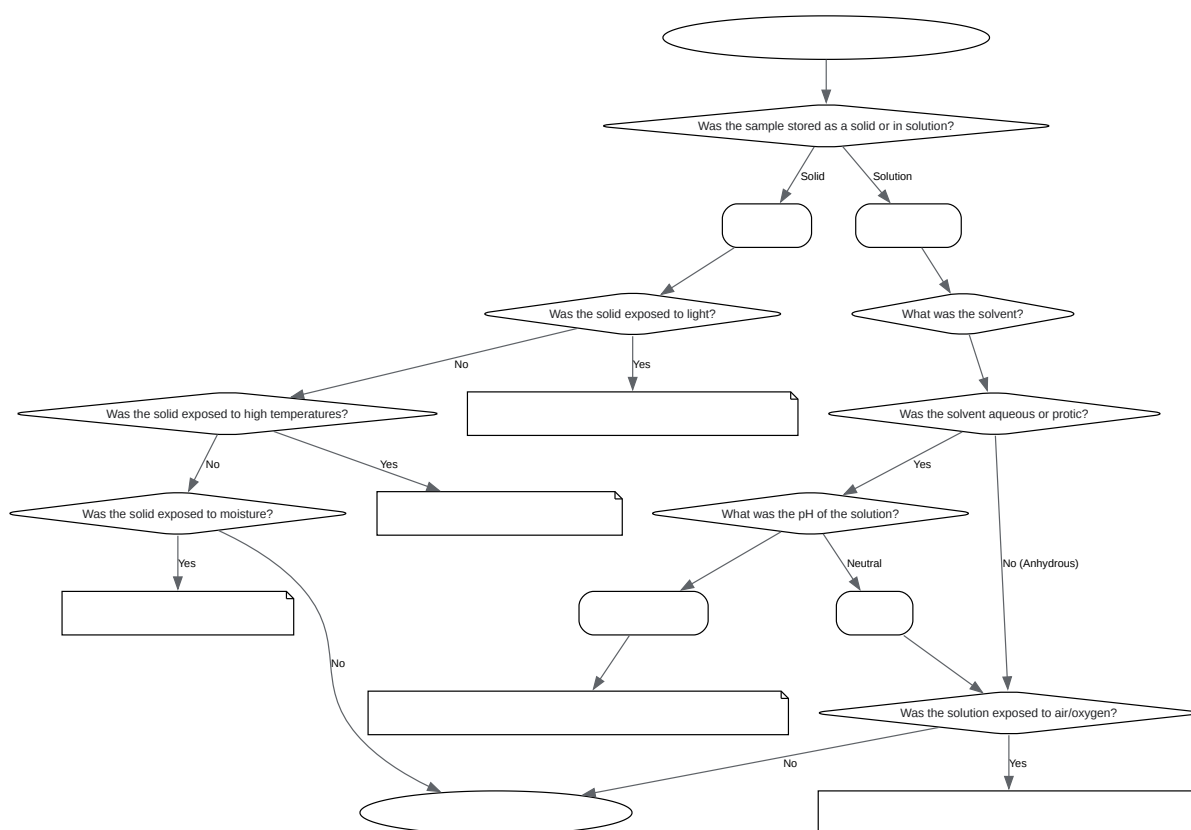 Was the sample stored as a solid or in solution?
Solid
Solution
Was the solid exposed to light?
What was the solvent?
No
Yes
Was the solid exposed to high temperatures?
Was the solvent aqueous or protic?
No
Yes
Yes
Was the solid exposed to moisture?
What was the pH of the solution?
Yes
Neutral
No (Anhydrous)
No
Was the solution exposed to air/oxygen?
No
Yes